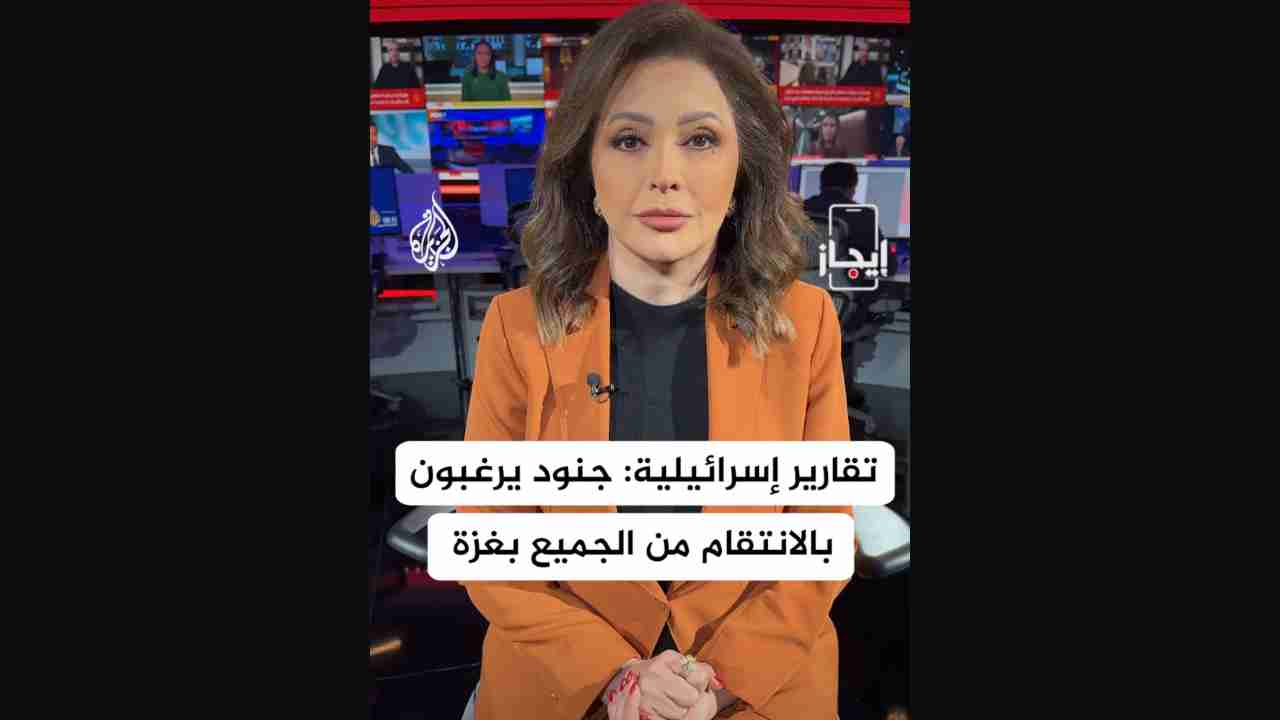 الجزيرة
إيجاز
تقارير إسرائيلية: جنود يرغبون
بالانتقام من الجميع بغزة